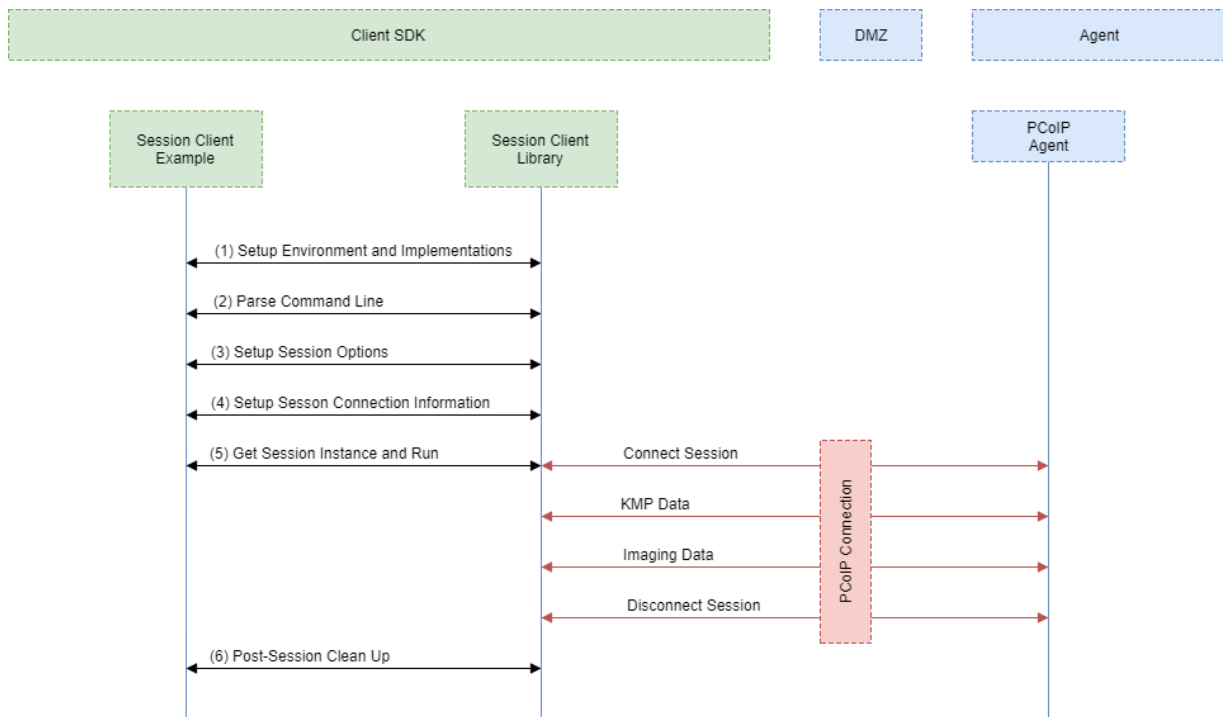 Client SDK
DMZ
Agent
Session Client
Example
Session Client
Library
PCoIP
Agent
(1) Setup Environment and Implementations
(2) Parse Command Line
(3) Setup Session Options
(4) Setup Sesson Connection Information
(5) Get Session Instance and Run
Connect Session
KMP Data
Imaging Data
Disconnect Session
PCoIP Connection
(6) Post-Session Clean Up